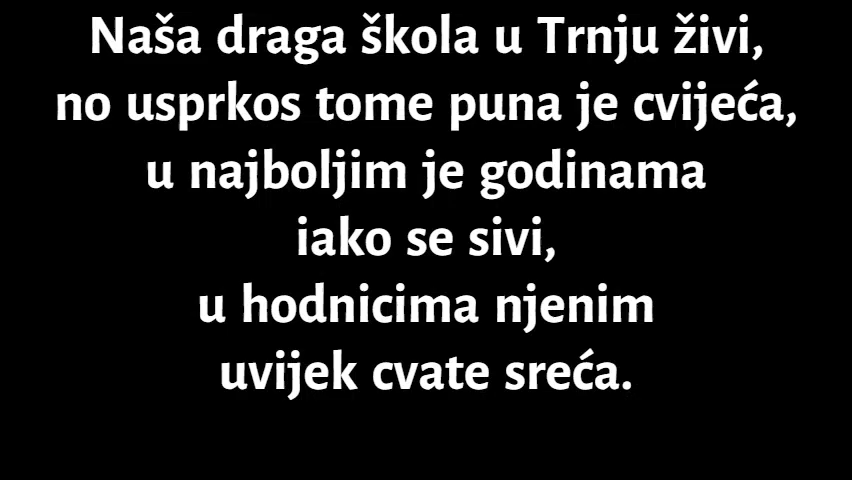 Naša draga škola u Trnju živi,
no usprkos tome puna je cvijeća,
u najboljim je godinama
iako se sivi,
u hodnicima njenim
uvijek cvate sreća.